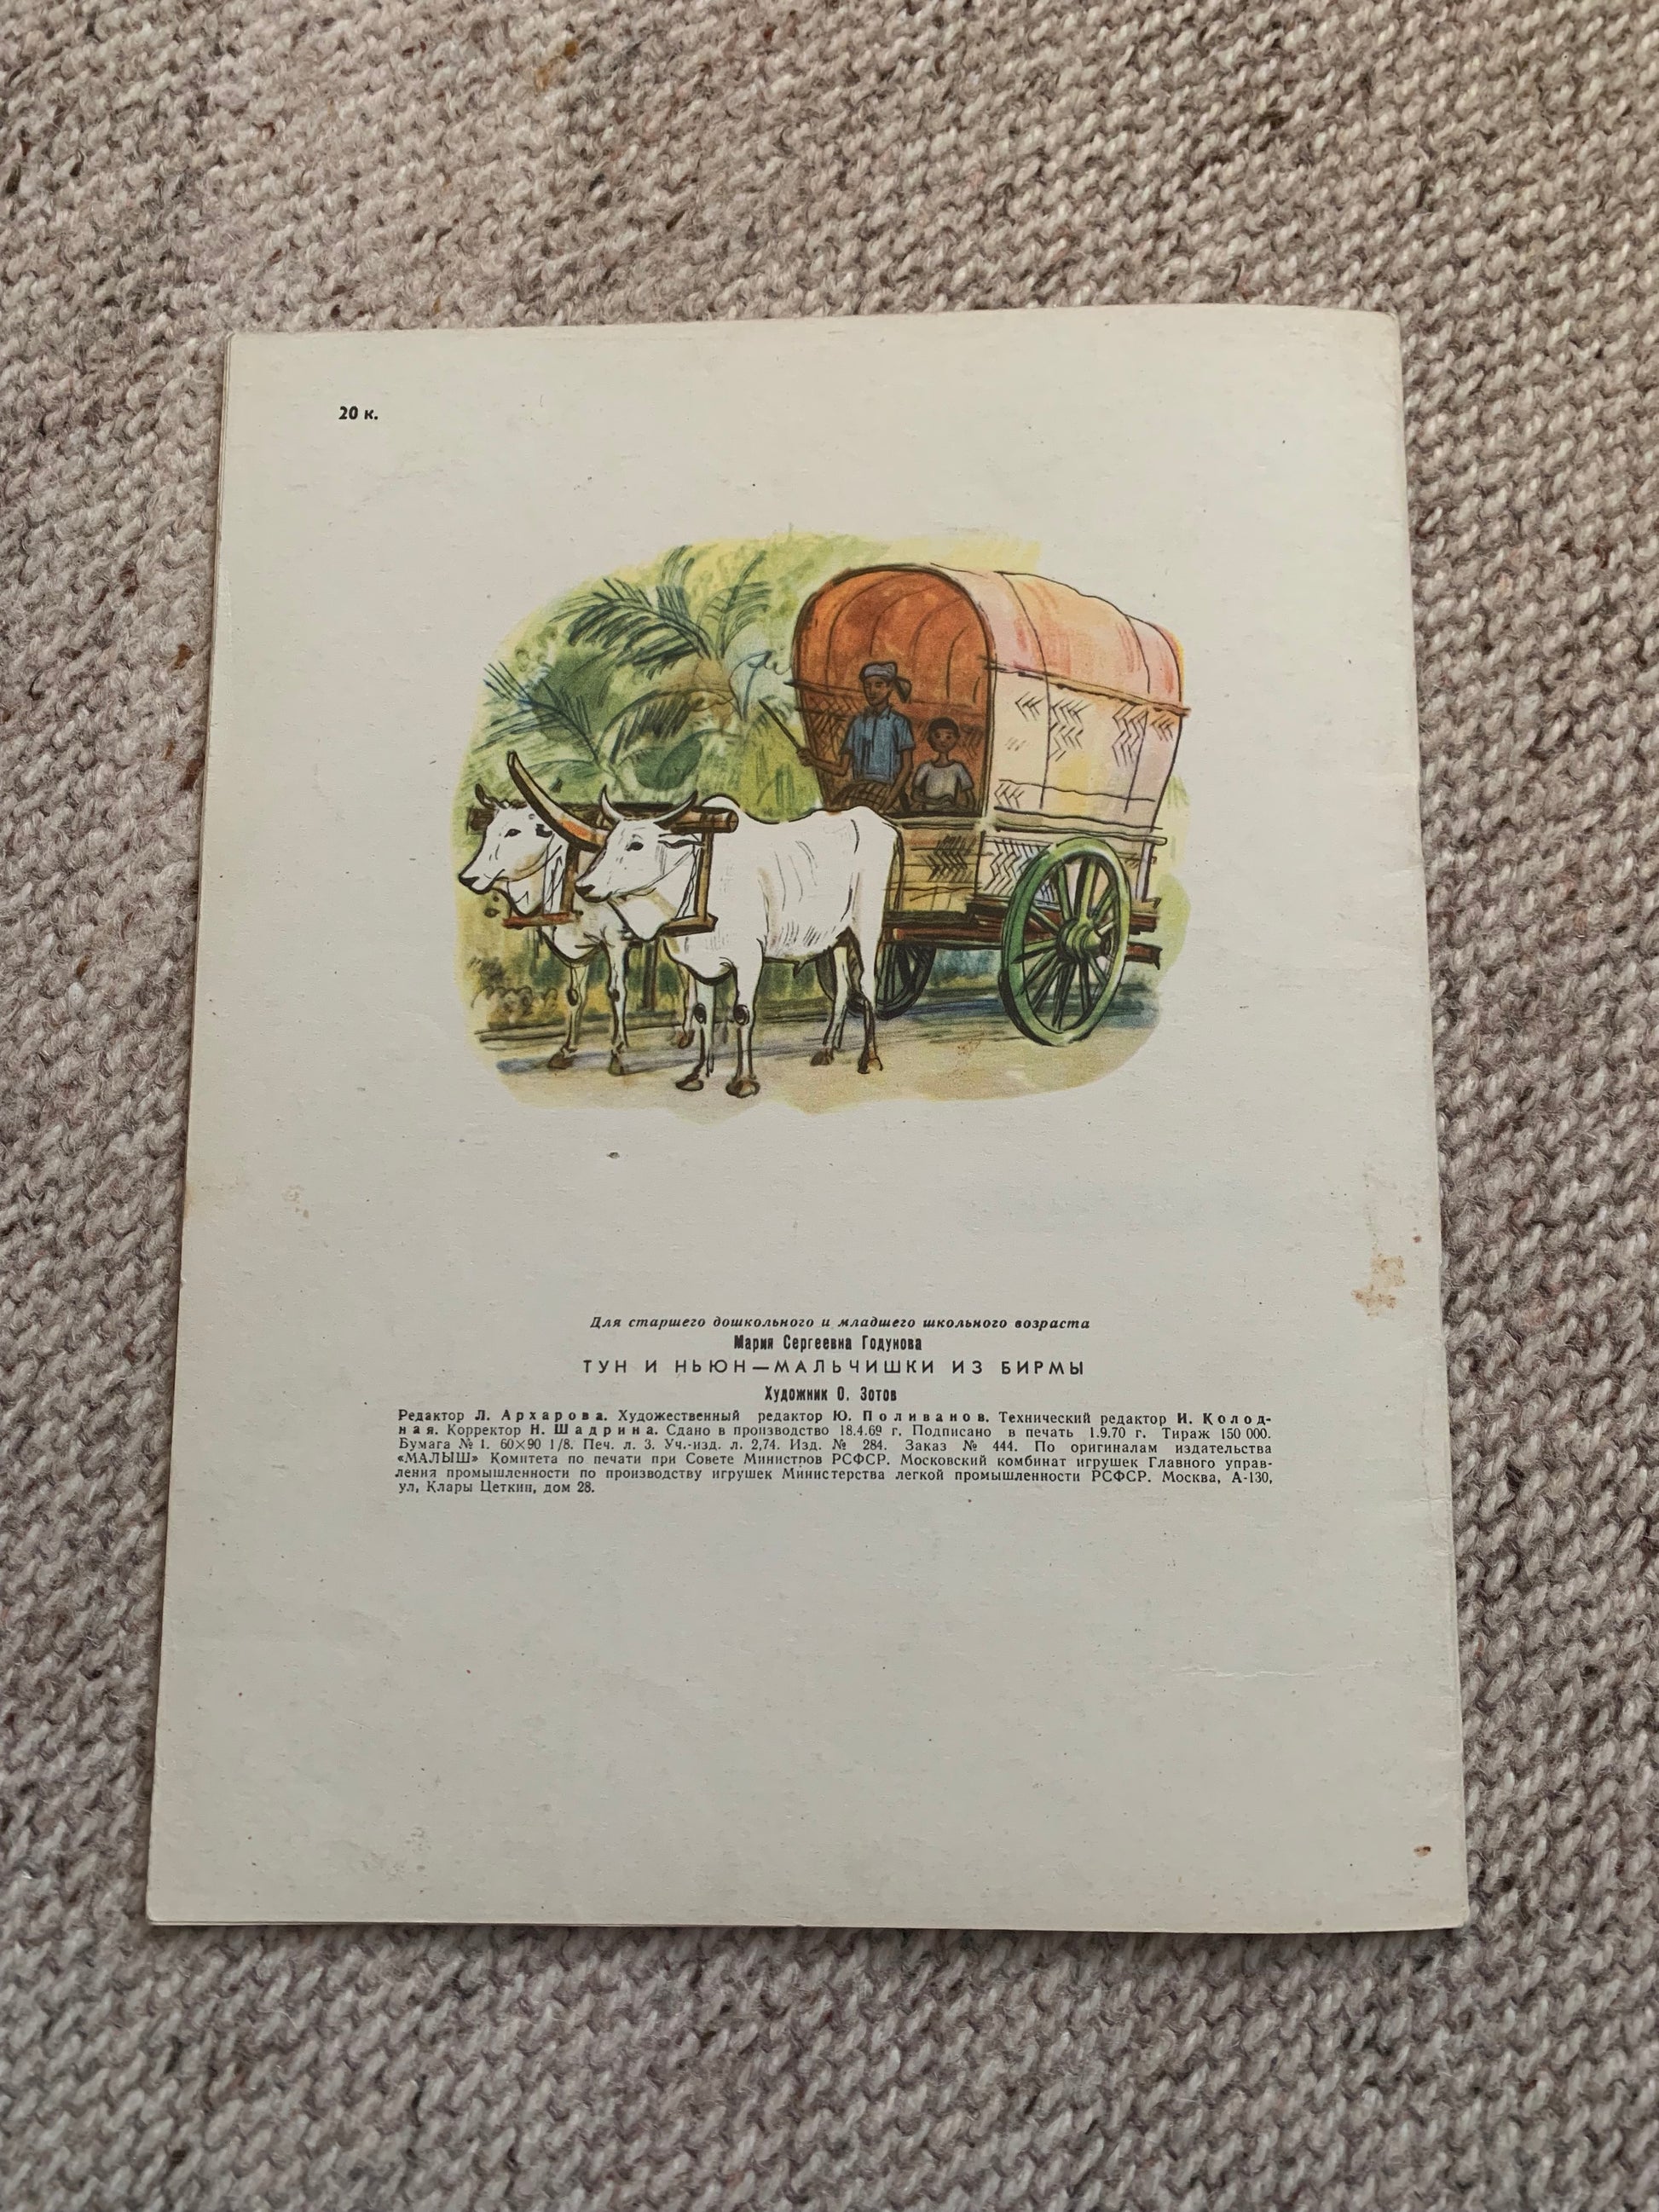 20 к.
Для старшего дошкольного и младшего школьного возраста
Мария Сергеевна Годунова
ТУН И НЬЮН—МАЛЬЧИШКИ ИЗ БИРМЫ
Художник О. Зотов
Редактор Л. Архарова. Художественный редактор Ю. Поливанов. Технический редактор И. Колод-
ная. Корректор Н. Шадрина. Сдано в производство 18.4.69 г. Подписано в печать 1.9.70 г. Тираж 150 000.
Бумага № 1. 60×90 1/8. Печ. л. 3. Уч.-изд. л. 2,74. Изд. № 284. Заказ № 444. По оригиналам издательства
«МАЛЫШ» Комитета по печати при Совете Министров РСФСР. Московский комбинат игрушек Главного управ-
ления промышленности по производству игрушек Министерства легкой промышленности РСФСР. Москва, А-130,
ул, Клары Цеткин, дом 28.